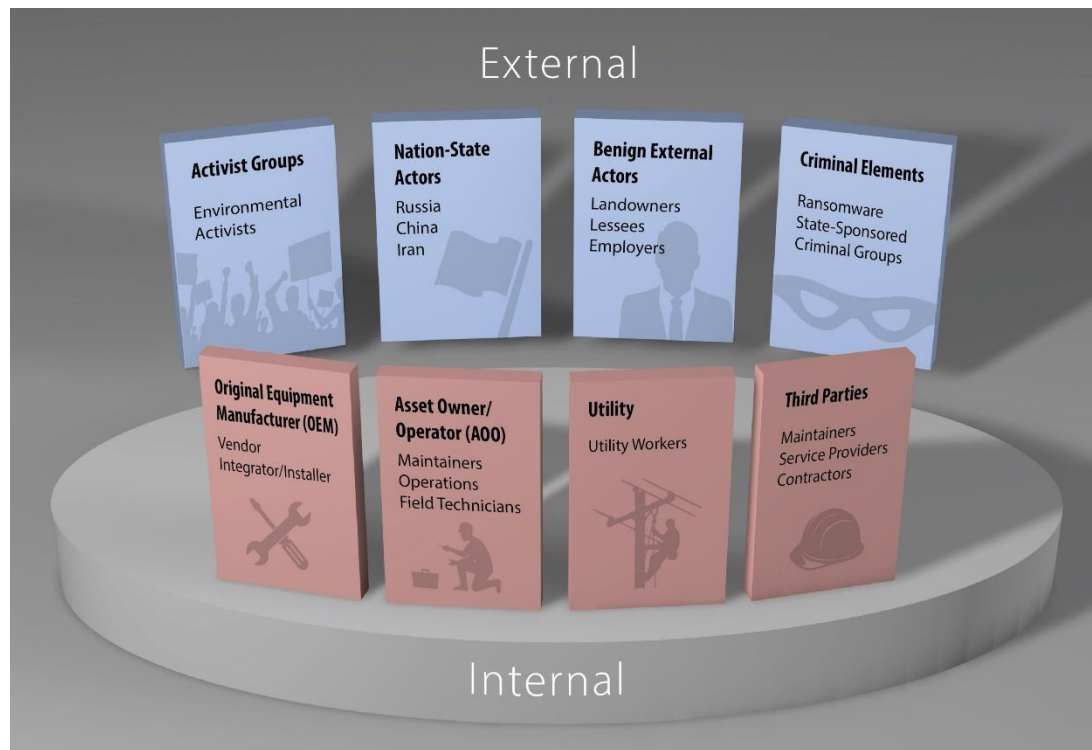 External
Activist Groups
Environmental
Activists
Nation-State
Actors
Russia
China
Iran
Benign External
Actors
Landowners
Lessees
Employers
Criminal Elements
Ransomware
State-Sponsored
Criminal Groups
Original Equipment
Manufacturer (OEM)
Vendor
Integrator/Installer
Asset Owner/
Operator (AOO)
Maintainers
Operations
Field Technicians
Utility
Utility Workers
Third Parties
Maintainers
Service Providers
Contractors
Internal